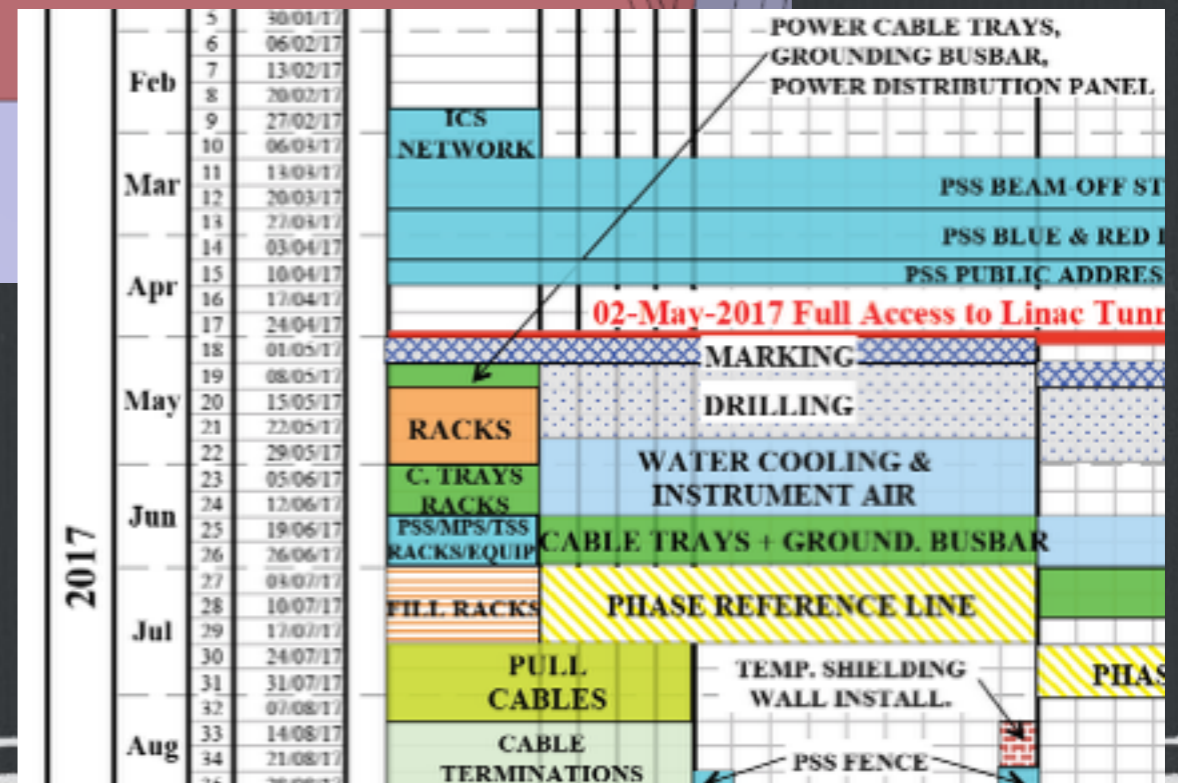 5 30/01/17
POWER CABLE TRAYS,
GROUNDING BUSBAR,
POWER DISTRIBUTION PANEL
6 06/02/17
Feb
7 13/02/17
8 20/02/17
9 27/02/17
ICS
NETWORK
10 06/03/17
11 13/03/17
Mar
12 20/03/17
PSS BEAM-OFF ST
13 27/03/17
PSS BLUE & RED
14 03/04/17
15 10/04/17
PSS PUBLIC ADDRES
Apr
16 17/04/17
02-May-2017 Full Access to Linac Tunn
17 24/04/17
18 01/05/17
MARKING
19 08/05/17
May
20 15/05/17
DRILLING
21 22/05/17
RACKS
22 29/05/17
WATER COOLING &
INSTRUMENT AIR
23 05/06/17
C. TRAYS
RACKS
24 12/06/17
Jun
25 19/06/17
PSS/MPS/TSS
RACKS/EQUIP
CABLE TRAYS + GROUND. BUSBAR
26 26/06/17
2017
27 03/07/17
28 10/07/17
FILL RACKS
PHASE REFERENCE LINE
Jul
29 17/07/17
30 24/07/17
PULL
CABLES
TEMP. SHIELDING
WALL INSTALL.
PHAS
31 31/07/17
32 07/08/17
33 14/08/17
Aug
CABLE
TERMINATIONS
34 21/08/17
PSS FENCE